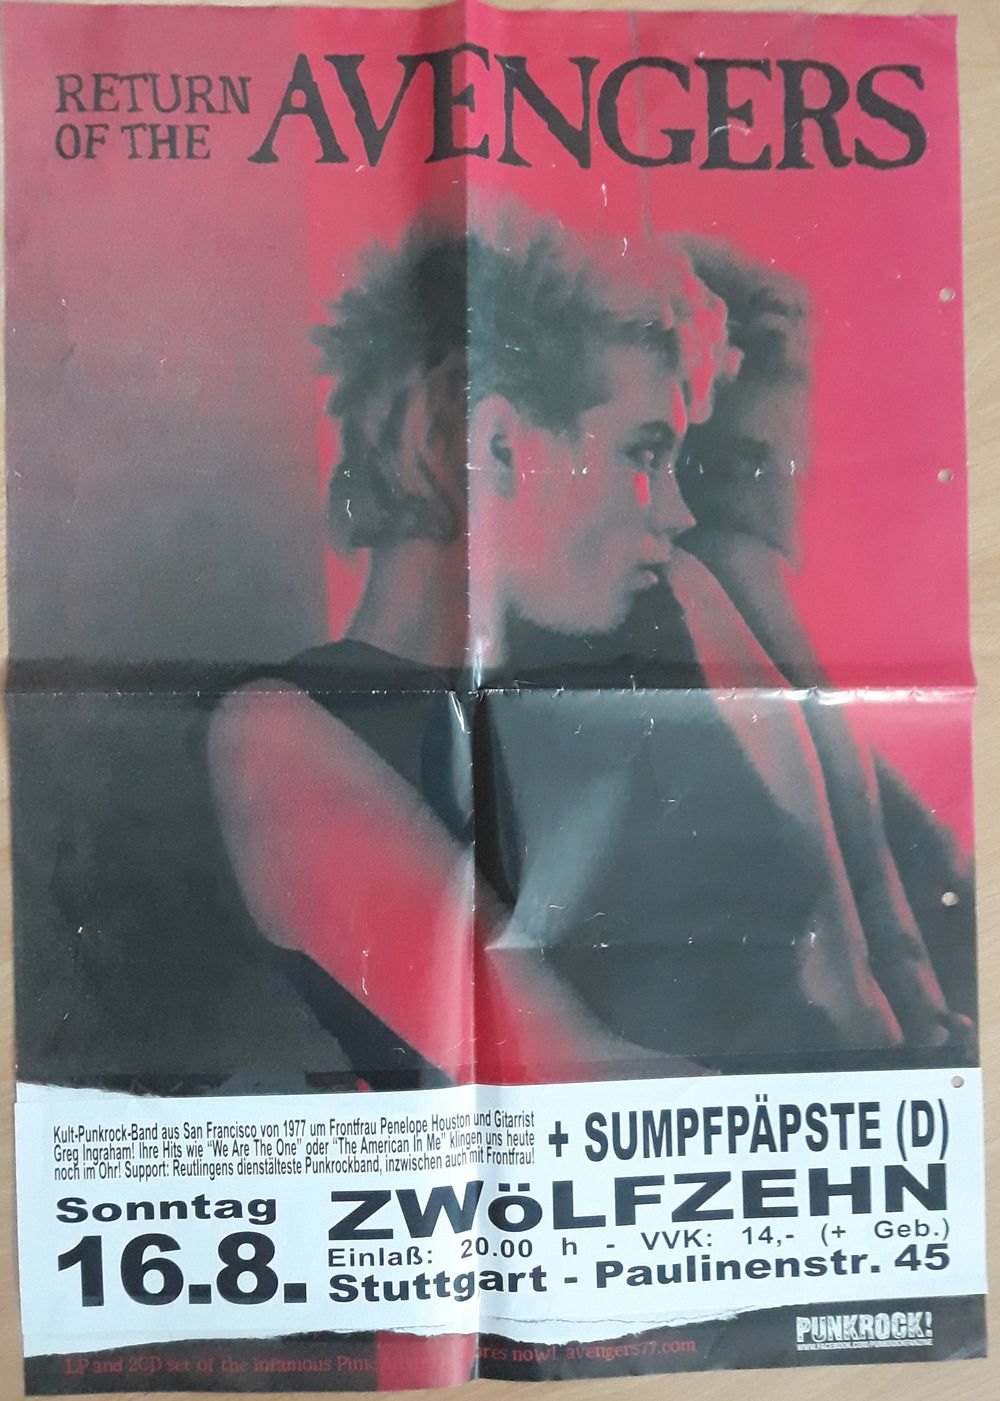 RETURN
OF THE
AVENGERS
Kult-Punkrock-Band aus San Francisco von 1977 um Frontfrau Penelope Houston und Gitarrist
Greg Ingraham! Ihre Hits wie "We Are The One" oder "The American In Me" klingen uns heute
noch im Ohr! Support: Reutlingens dienstälteste Punkrockband, inzwischen auch mit Frontfrau!
+ SUMPFPÄPSTE (D)
Sonntag
16.8.
ZWöLFZEHN
Einlaß: 20.00 h - VVK: 14,- (+ Geb.)
Stuttgart - Paulinenstr. 45
PUNKROCK!
LP and 2CD set of the infamous Pink now! avengers77.com